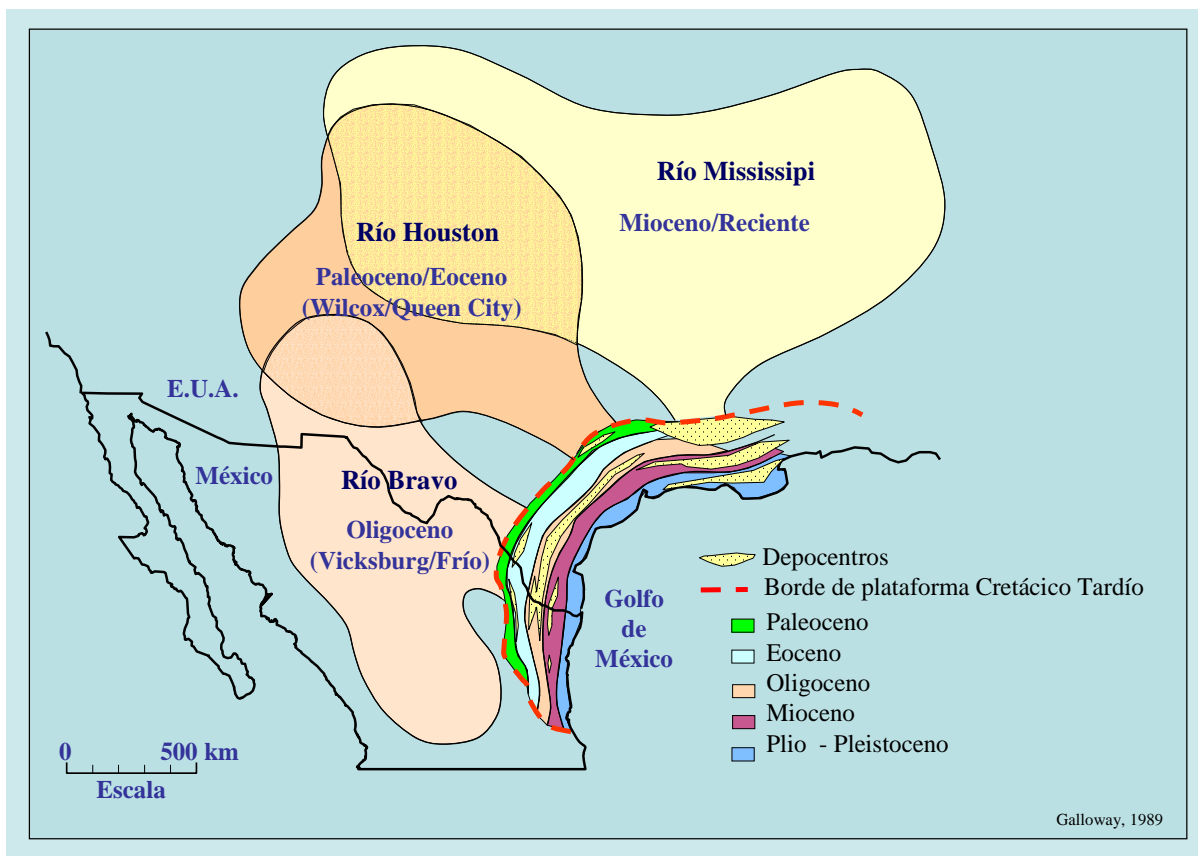 Río Mississipi
Mioceno/Reciente
Río Houston
Paleoceno/Eoceno
(Wilcox/Queen City)
E.U.A.
México
Río Bravo
Oligoceno
(Vicksburg/Frío)
Golfo
de
México
Depocentros
Borde de plataforma Cretácico Tardío
Paleoceno
Eoceno
Oligoceno
Mioceno
Plio - Pleistoceno
0 500 km
Escala
Galloway, 1989